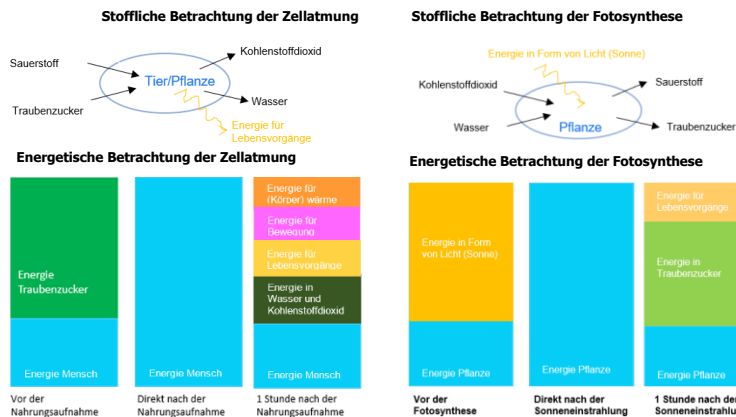 Stoffliche Betrachtung der Zellatmung
Sauerstoff
Traubenzucker
Tier/Pflanze
Kohlenstoffdioxid
Wasser
Energie für
Lebensvorgänge
Energetische Betrachtung der Zellatmung
Energie
Traubenzucker
Energie Mensch
Vor der
Nahrungsaufnahme
Energie Mensch
Direkt nach der
Nahrungsaufnahme
Energie für
(Körper) wärme
Energie für
Bewegung
Energie für
Lebensvorgänge
Energie in
Wasser und
Kohlenstoffdioxid
Energie Mensch
1 Stunde nach der
Nahrungsaufnahme
Stoffliche Betrachtung der Fotosynthese
Energie in Form von Licht (Sonne)
Kohlenstoffdioxid
Wasser
Pflanze
Sauerstoff
Traubenzucker
Energetische Betrachtung der Fotosynthese
Energie in Form
von Licht (Sonne)
Energie Pflanze
Vor der
Fotosynthese
Energie Pflanze
Direkt nach der
Sonneneinstrahlung
Energie für
Lebensvorgänge
Energie in
Traubenzucker
Energie Pflanze
1 Stunde nach der